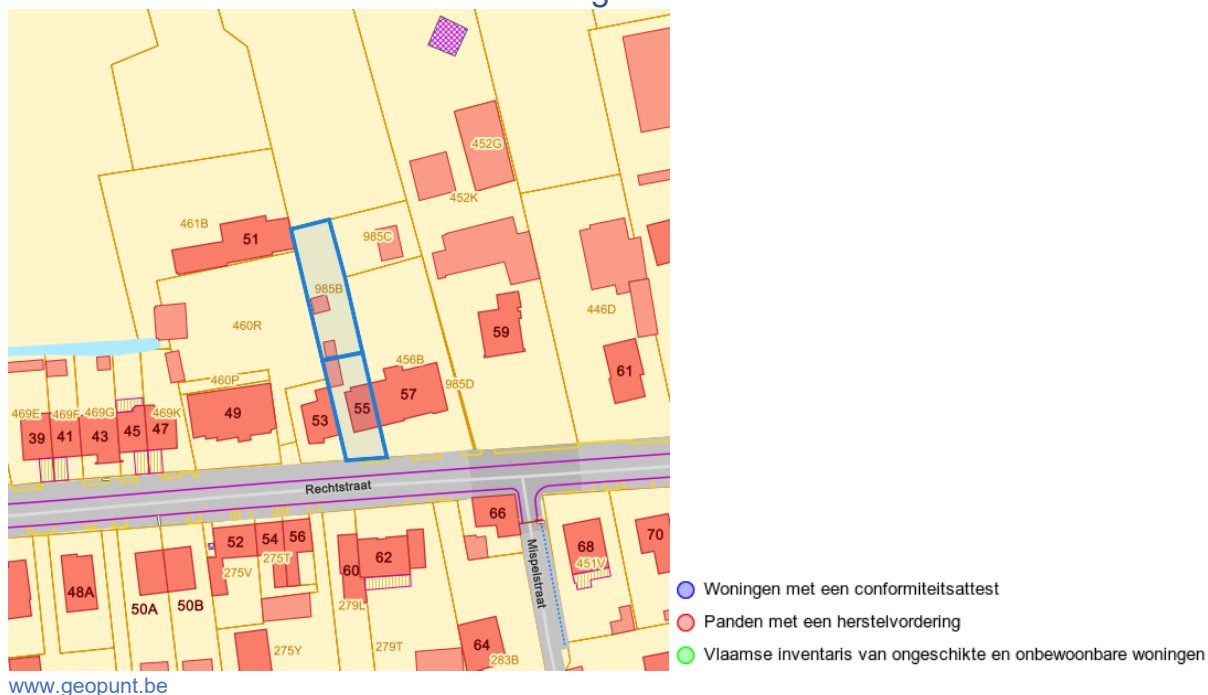 452G
452K
461B
51
985C
985B
460R
446D
59
456B
61
460P
985D
57
469E
469F
469G
469K
49
53
55
39
41
43
45
47
Rechtstraat
66
52
54
56
275V
275T
62
60
68
451V
70
Mispelstraat
48A
50A
50B
279L
275Y
279T
64
283B
Woningen met een conformiteitsattest
Panden met een herstelvordering
Vlaamse inventaris van ongeschikte en onbewoonbare woningen
www.geopunt.be